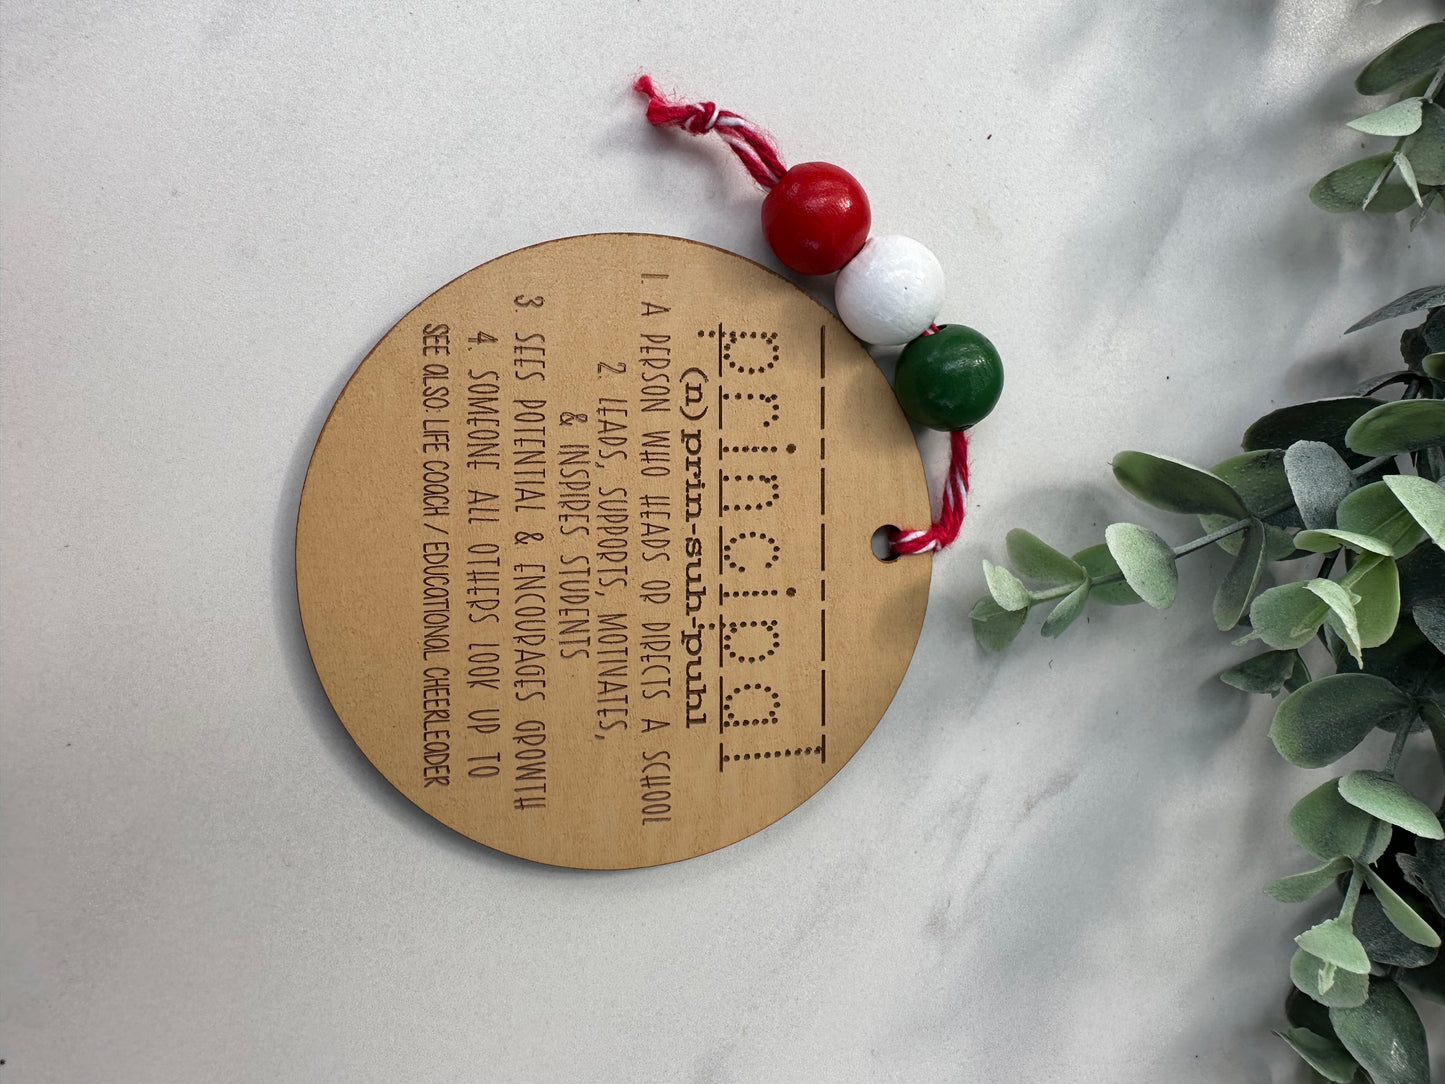 principal
(n) prin-suh-puhl
1. A PERSON WHO HEADS OR DIRECTS A SCHOOL
2. LEADS, SUPPORTS, MOTIVATES,
& INSPIRES STUDENTS
3. SEES POTENTIAL & ENCOURAGES GROWTH
4. SOMEONE ALL OTHERS LOOK UP TO
SEE ALSO: LIFE COACH / EDUCATIONAL CHEERLEADER